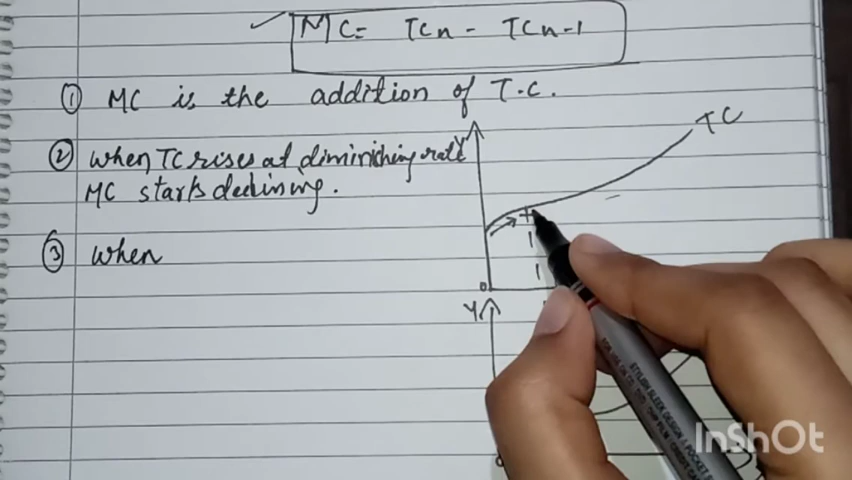 MC = TCn - TCn-1
① MC is the addition of T.C.
② when TC rises at diminishing rate
MC starts declining.
③ when
TC
Y
O
Y
InShOt